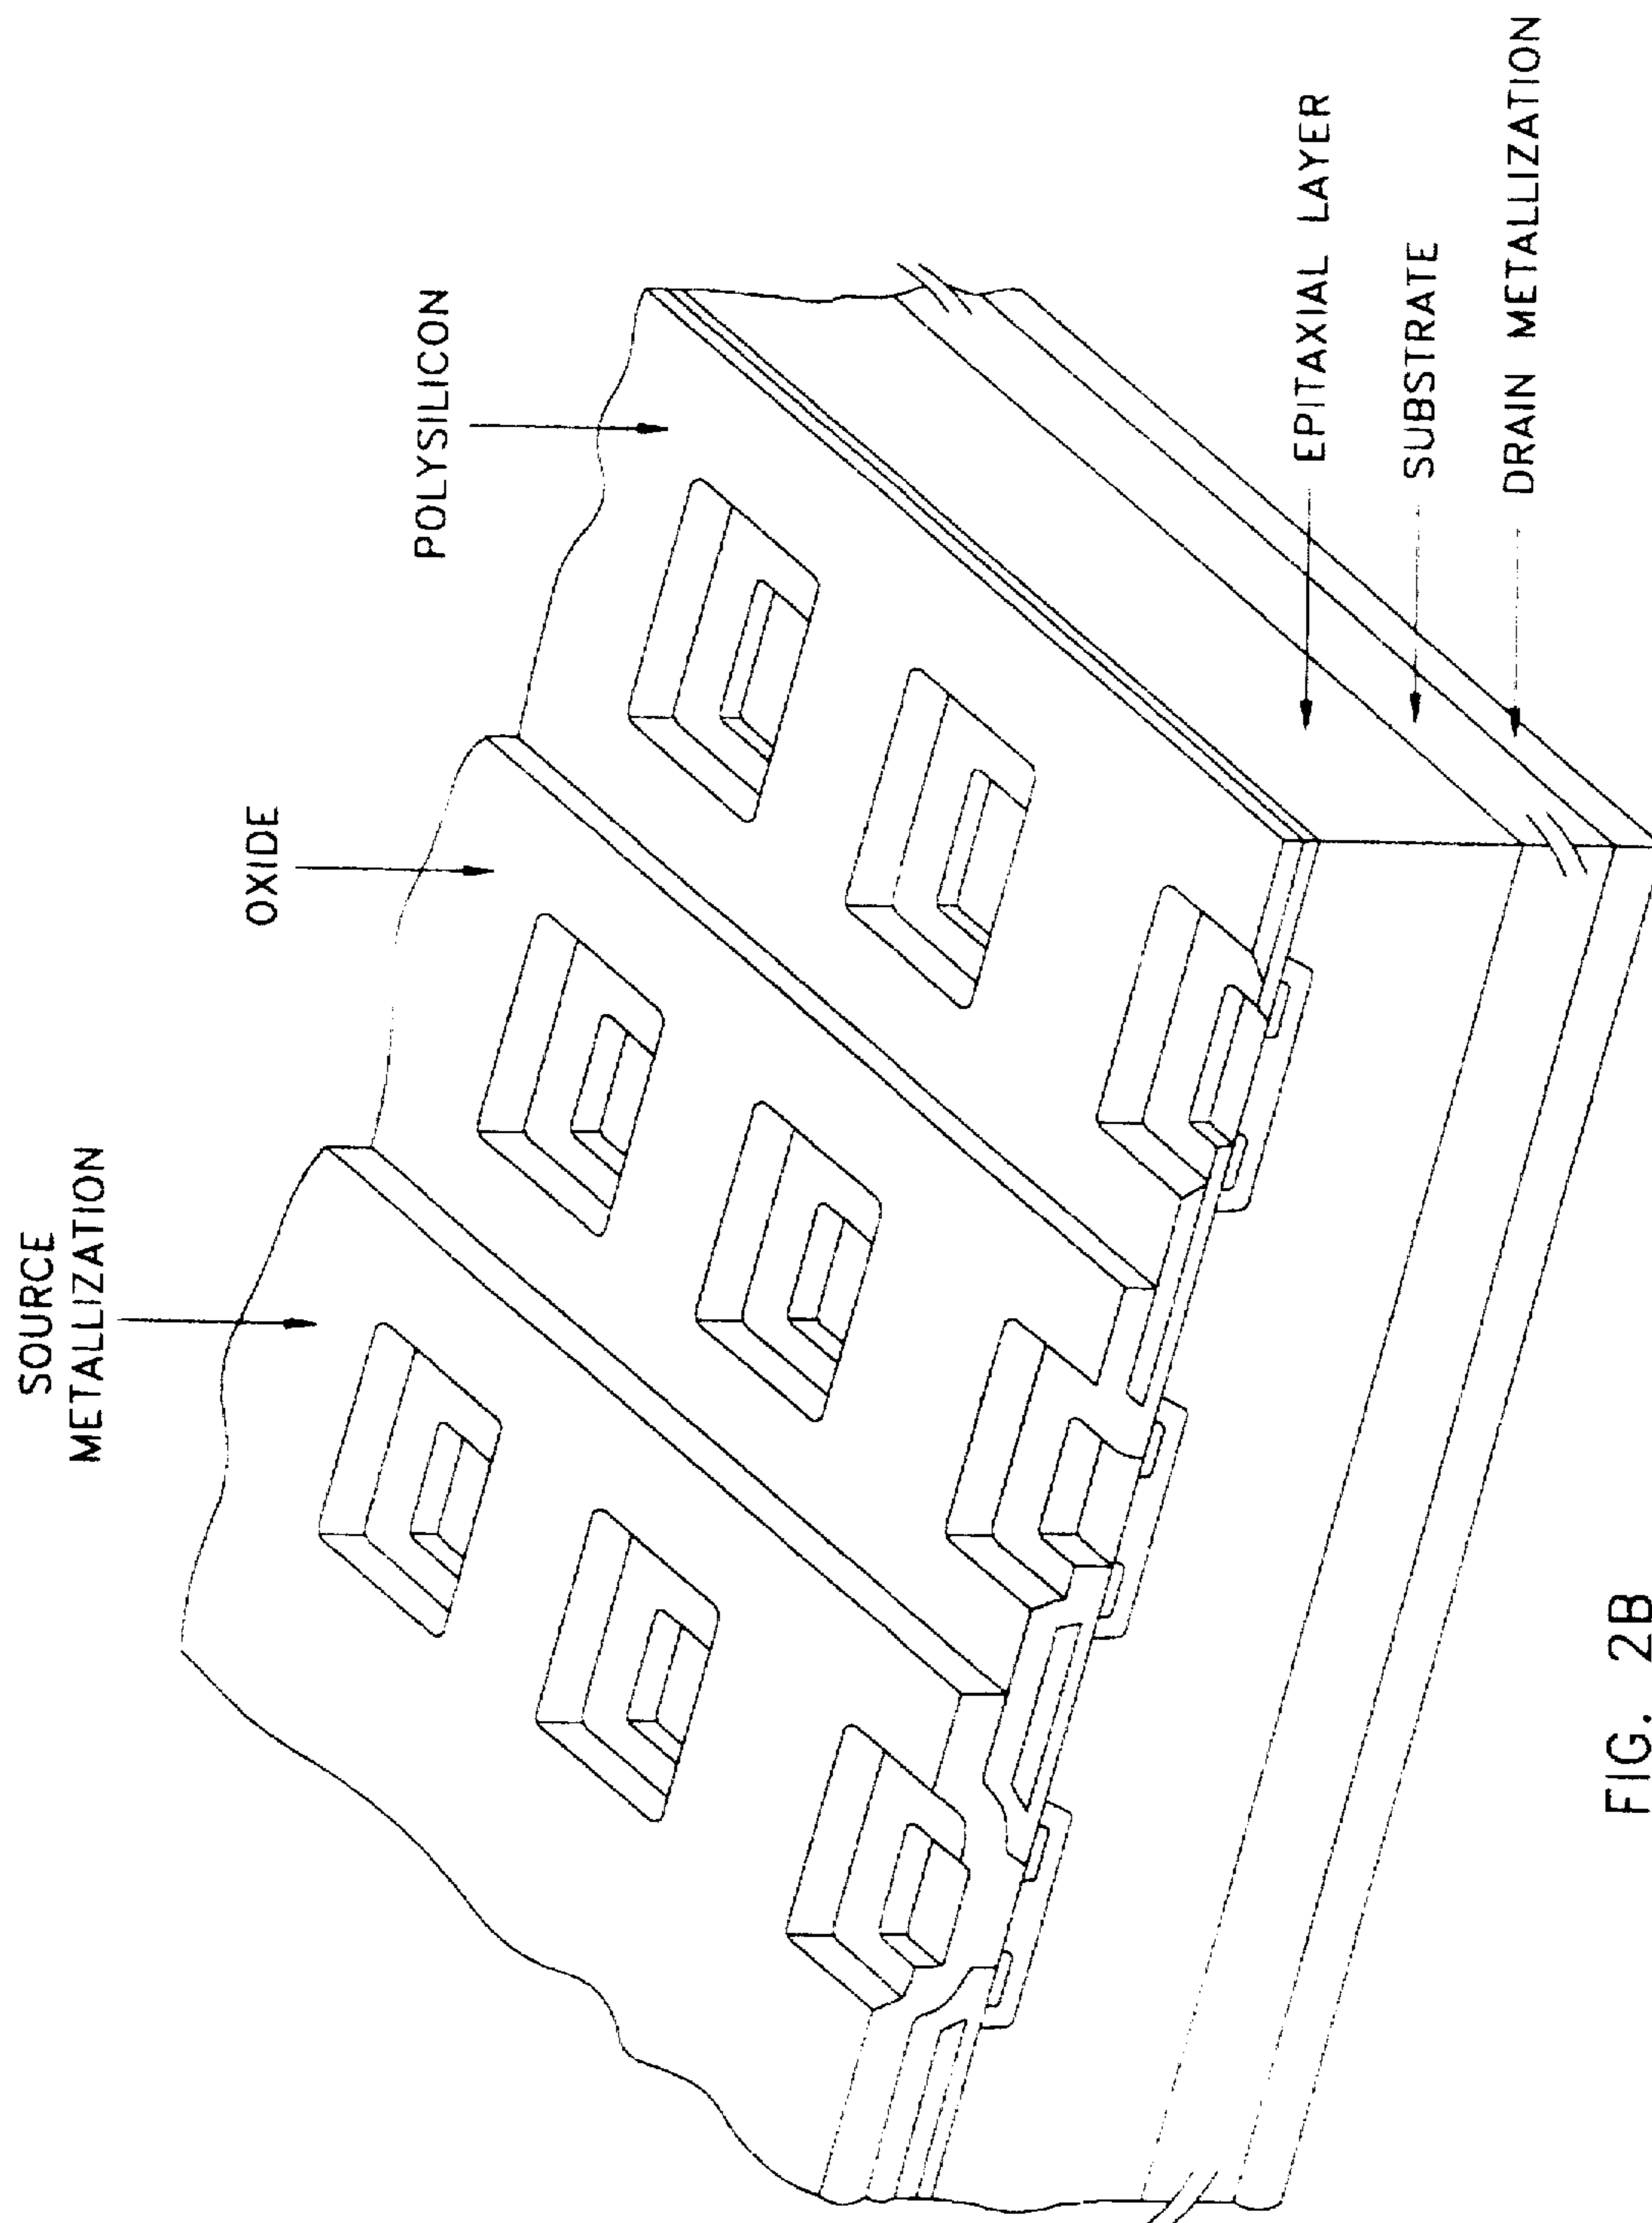 SOURCE
METALLIZATION
OXIDE
POLYSILICON
EPITAXIAL LAYER
SUBSTRATE
DRAIN METALLIZATION
FIG. 2B